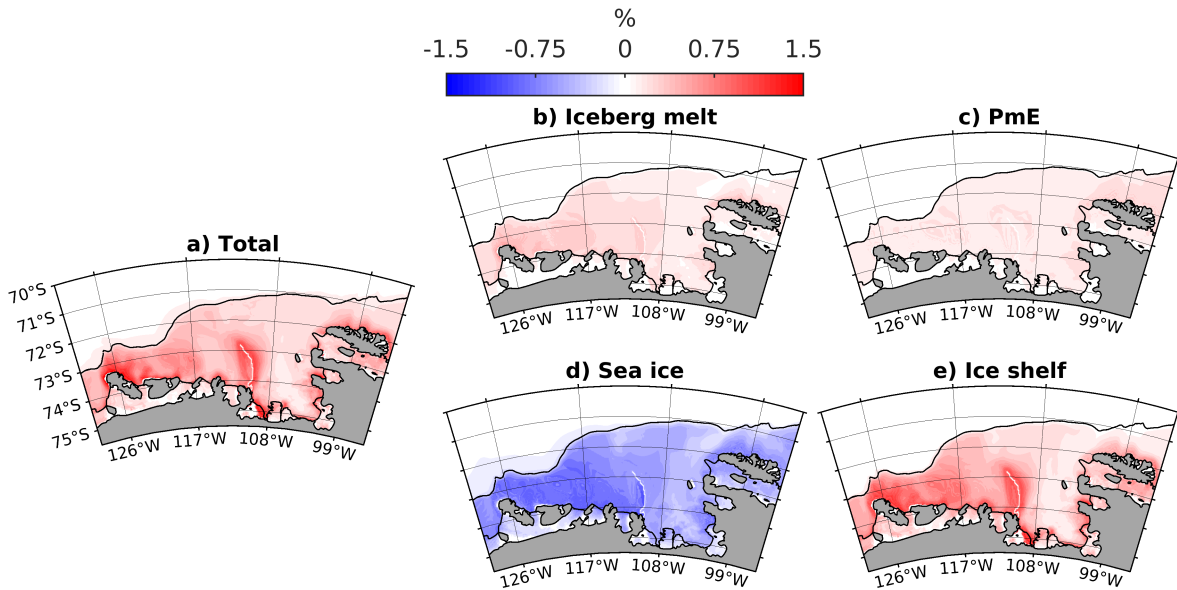 %
-1.5 -0.75 0 0.75 1.5
b) Iceberg melt
c) PmE
126°W 117°W 108°W 99°W
126°W 117°W 108°W 99°W
a) Total
70°S
71°S
72°S
73°S
74°S
75°S
126°W 117°W 108°W 99°W
d) Sea ice
e) Ice shelf
126°W 117°W 108°W 99°W
126°W 117°W 108°W 99°W